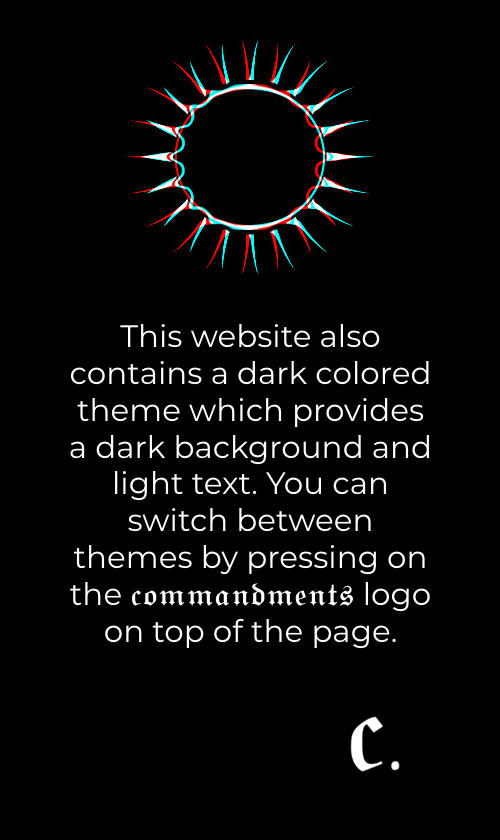 This website also
contains a dark colored
theme which provides
a dark background and
light text. You can
switch between
themes by pressing on
the commandments logo
on top of the page.
C.